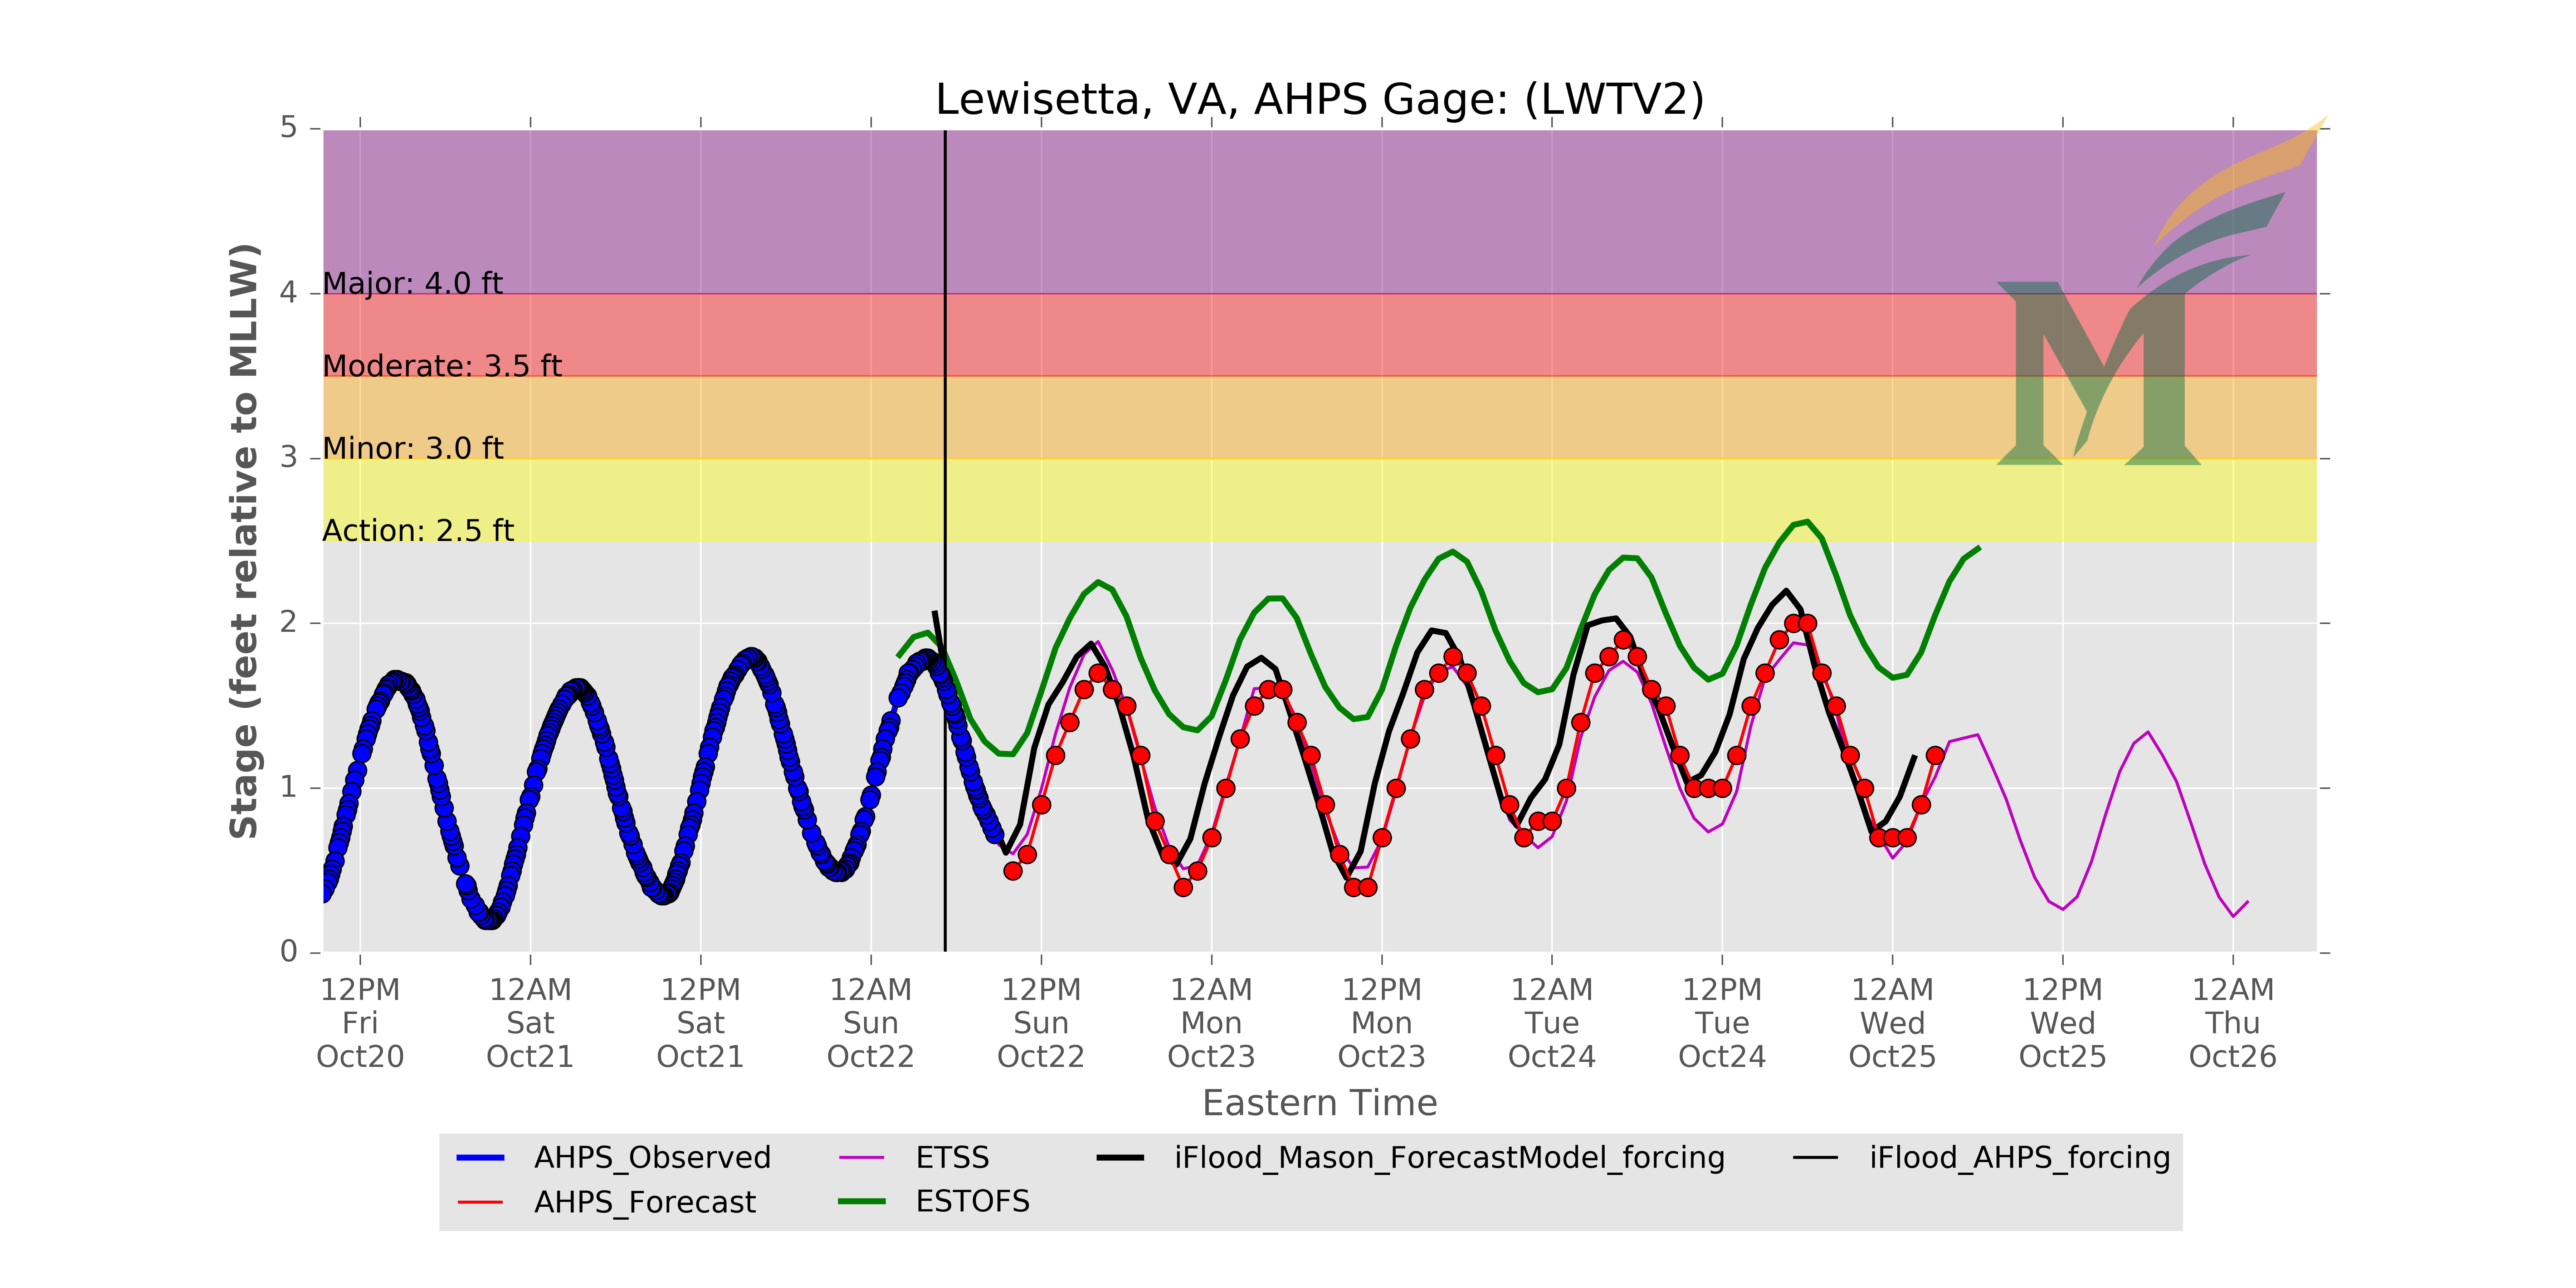 Lewisetta, VA, AHPS Gage: (LWTV2)
Stage (feet relative to MLLW)
5
4
3
2
1
0
Major: 4.0 ft
Moderate: 3.5 ft
Minor: 3.0 ft
Action: 2.5 ft
M
12PM
Fri
Oct20
12AM
Sat
Oct21
12PM
Sat
Oct21
12AM
Sun
Oct22
12PM
Sun
Oct22
12AM
Mon
Oct23
12PM
Mon
Oct23
12AM
Tue
Oct24
12PM
Tue
Oct24
12AM
Wed
Oct25
12PM
Wed
Oct25
12AM
Thu
Oct26
Eastern Time
AHPS_Observed
AHPS_Forecast
ETSS
ESTOFS
iFlood_Mason_ForecastModel_forcing
iFlood_AHPS_forcing